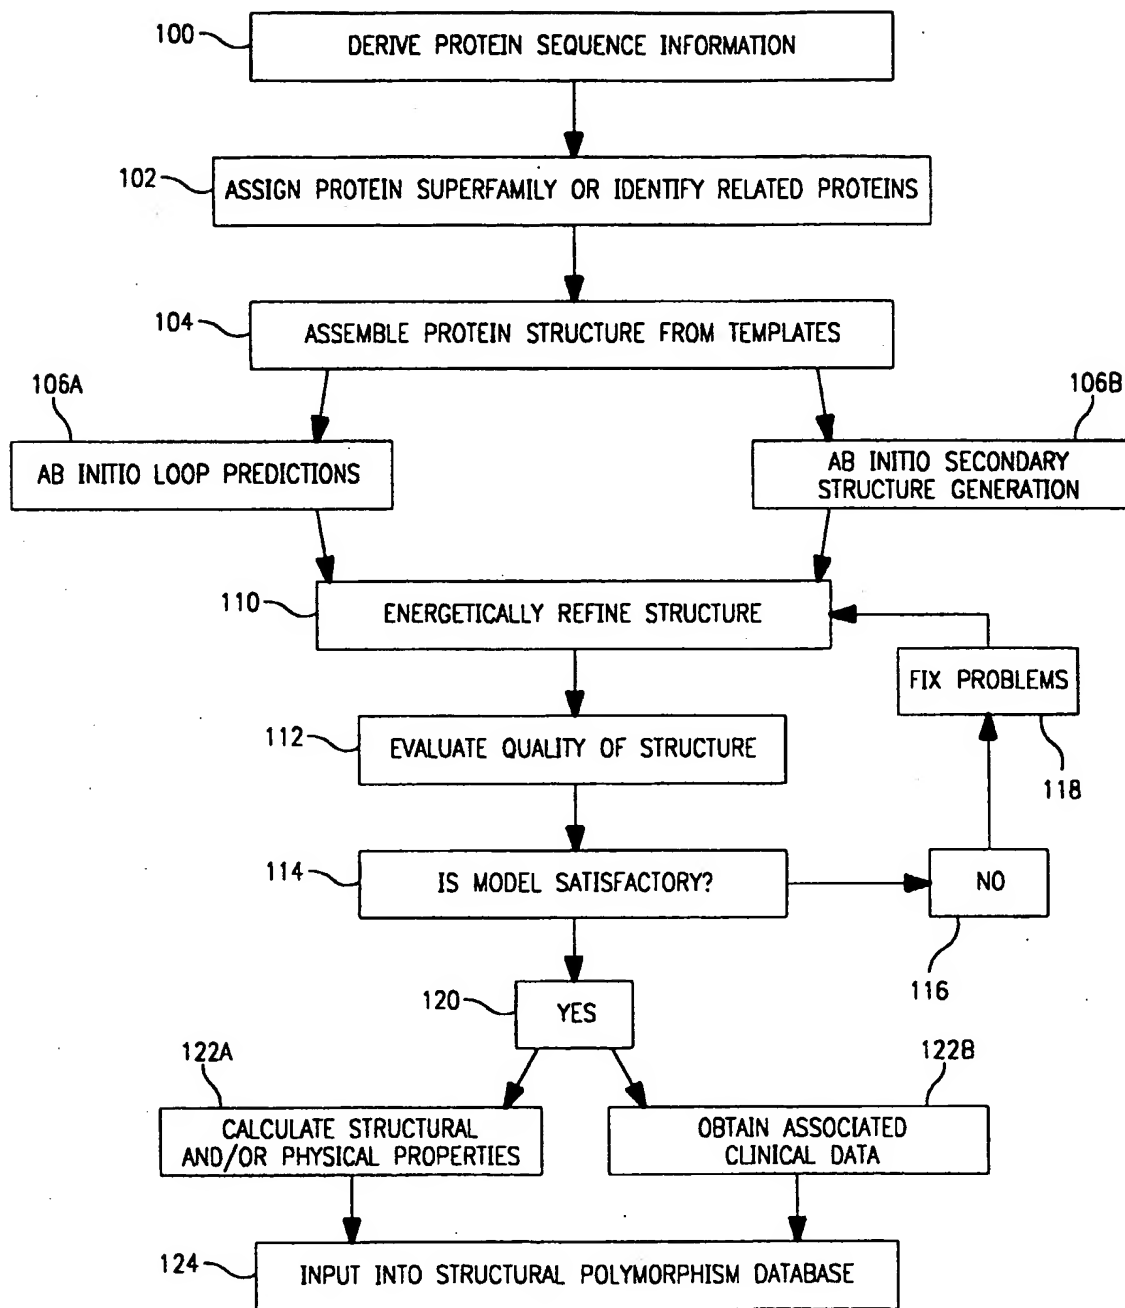 100
DERIVE PROTEIN SEQUENCE INFORMATION
102
ASSIGN PROTEIN SUPERFAMILY OR IDENTIFY RELATED PROTEINS
104
ASSEMBLE PROTEIN STRUCTURE FROM TEMPLATES
106A
106B
AB INITIO LOOP PREDICTIONS
AB INITIO SECONDARY
STRUCTURE GENERATION
110
ENERGETICALLY REFINE STRUCTURE
FIX PROBLEMS
118
112
EVALUATE QUALITY OF STRUCTURE
114
IS MODEL SATISFACTORY?
NO
116
120
YES
122A
122B
CALCULATE STRUCTURAL
AND/OR PHYSICAL PROPERTIES
OBTAIN ASSOCIATED
CLINICAL DATA
124
INPUT INTO STRUCTURAL POLYMORPHISM DATABASE